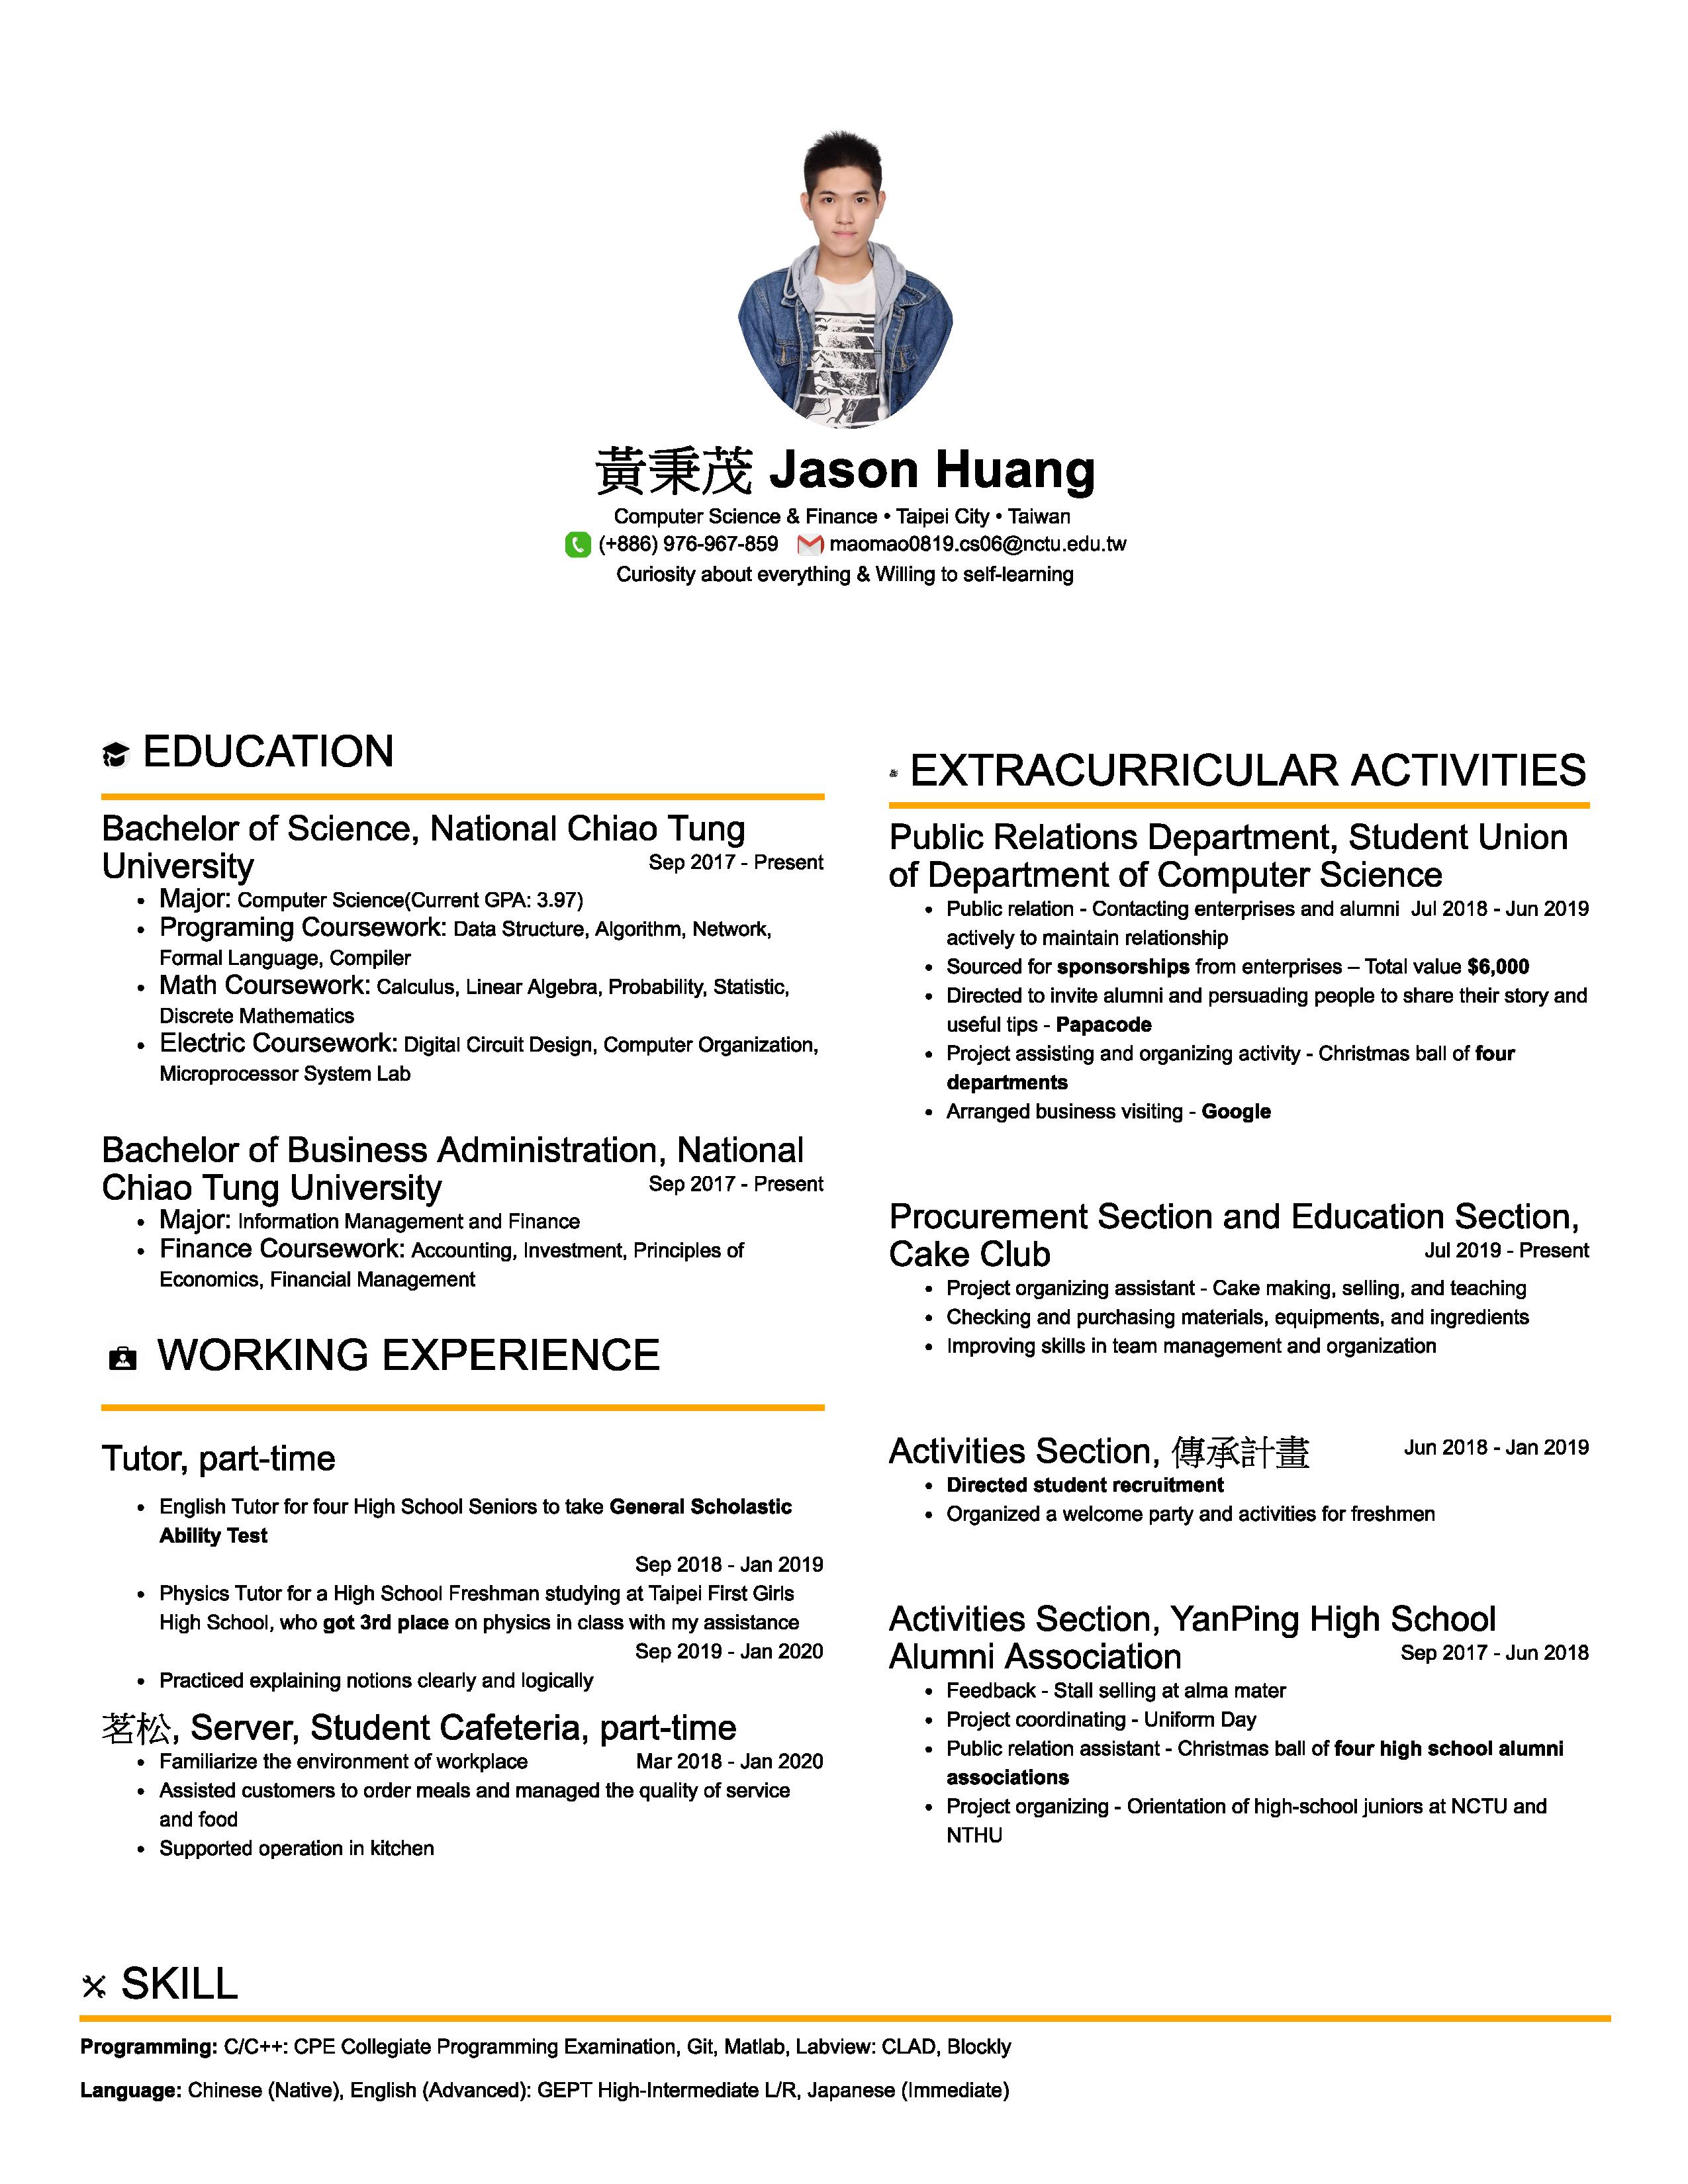 黃秉茂 Jason Huang
Computer Science & Finance • Taipei City • Taiwan
(+886) 976-967-859 maomao0819.cs06@nctu.edu.tw
Curiosity about everything & Willing to self-learning
EDUCATION
Bachelor of Science, National Chiao Tung
University Sep 2017 - Present
• Major: Computer Science(Current GPA: 3.97)
• Programing Coursework: Data Structure, Algorithm, Network,
Formal Language, Compiler
• Math Coursework: Calculus, Linear Algebra, Probability, Statistic,
Discrete Mathematics
• Electric Coursework: Digital Circuit Design, Computer Organization,
Microprocessor System Lab
Bachelor of Business Administration, National
Chiao Tung University Sep 2017 - Present
• Major: Information Management and Finance
• Finance Coursework: Accounting, Investment, Principles of
Economics, Financial Management
WORKING EXPERIENCE
Tutor, part-time
• English Tutor for four High School Seniors to take General Scholastic
Ability Test
Sep 2018 - Jan 2019
• Physics Tutor for a High School Freshman studying at Taipei First Girls
High School, who got 3rd place on physics in class with my assistance
Sep 2019 - Jan 2020
• Practiced explaining notions clearly and logically
茗松, Server, Student Cafeteria, part-time
• Familiarize the environment of workplace Mar 2018 - Jan 2020
• Assisted customers to order meals and managed the quality of service
and food
• Supported operation in kitchen
EXTRACURRICULAR ACTIVITIES
Public Relations Department, Student Union
of Department of Computer Science
• Public relation - Contacting enterprises and alumni Jul 2018 - Jun 2019
actively to maintain relationship
• Sourced for sponsorships from enterprises – Total value $6,000
• Directed to invite alumni and persuading people to share their story and
useful tips - Papacode
• Project assisting and organizing activity - Christmas ball of four
departments
• Arranged business visiting - Google
Procurement Section and Education Section,
Cake Club Jul 2019 - Present
• Project organizing assistant - Cake making, selling, and teaching
• Checking and purchasing materials, equipments, and ingredients
• Improving skills in team management and organization
Activities Section, 傳承計畫 Jun 2018 - Jan 2019
• Directed student recruitment
• Organized a welcome party and activities for freshmen
Activities Section, YanPing High School
Alumni Association Sep 2017 - Jun 2018
• Feedback - Stall selling at alma mater
• Project coordinating - Uniform Day
• Public relation assistant - Christmas ball of four high school alumni
associations
• Project organizing - Orientation of high-school juniors at NCTU and
NTHU
SKILL
Programming: C/C++: CPE Collegiate Programming Examination, Git, Matlab, Labview: CLAD, Blockly
Language: Chinese (Native), English (Advanced): GEPT High-Intermediate L/R, Japanese (Immediate)